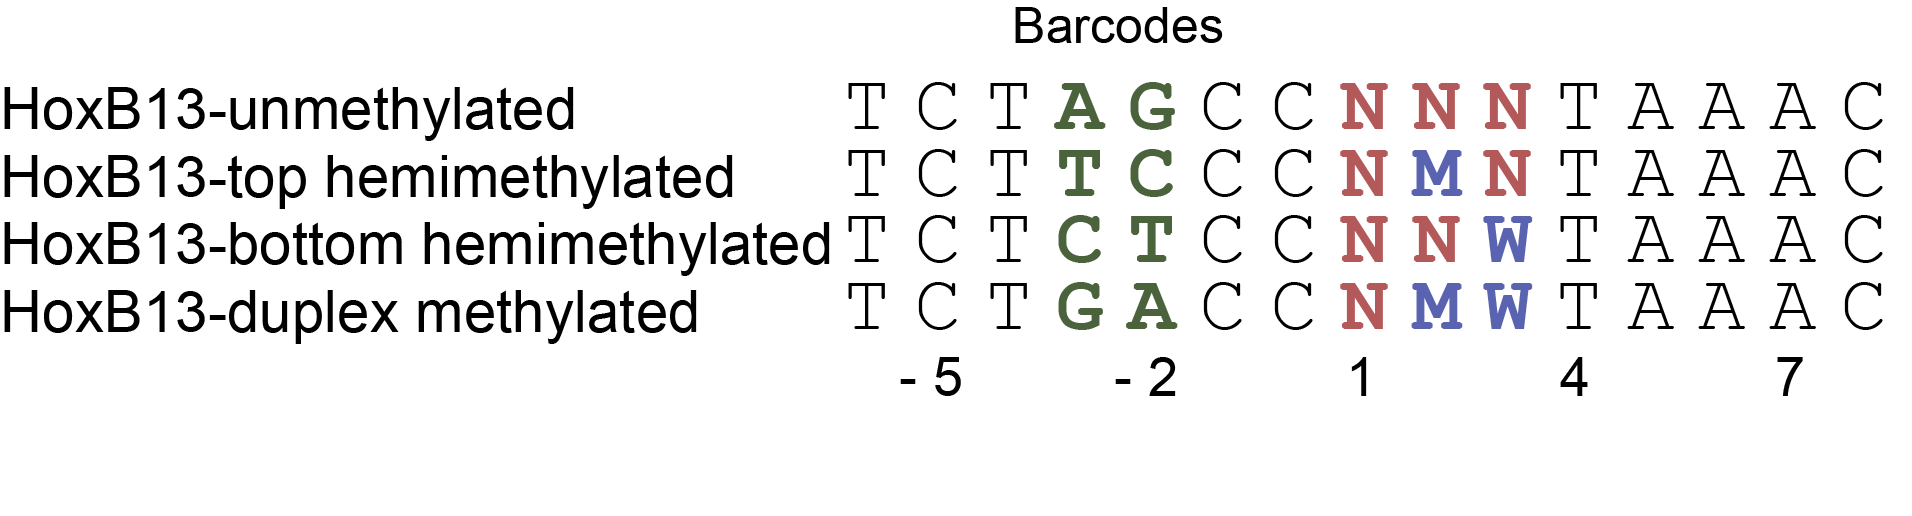 Barcodes
HoxB13-unmethylated T C T A G C C N N N T A A A C
HoxB13-top hemimethylated T C T T C C C N M N T A A A C
HoxB13-bottom hemimethylated T C T C T C C N N W T A A A C
HoxB13-duplex methylated T C T G A C C N M W T A A A C
- 5 - 2 1 4 7